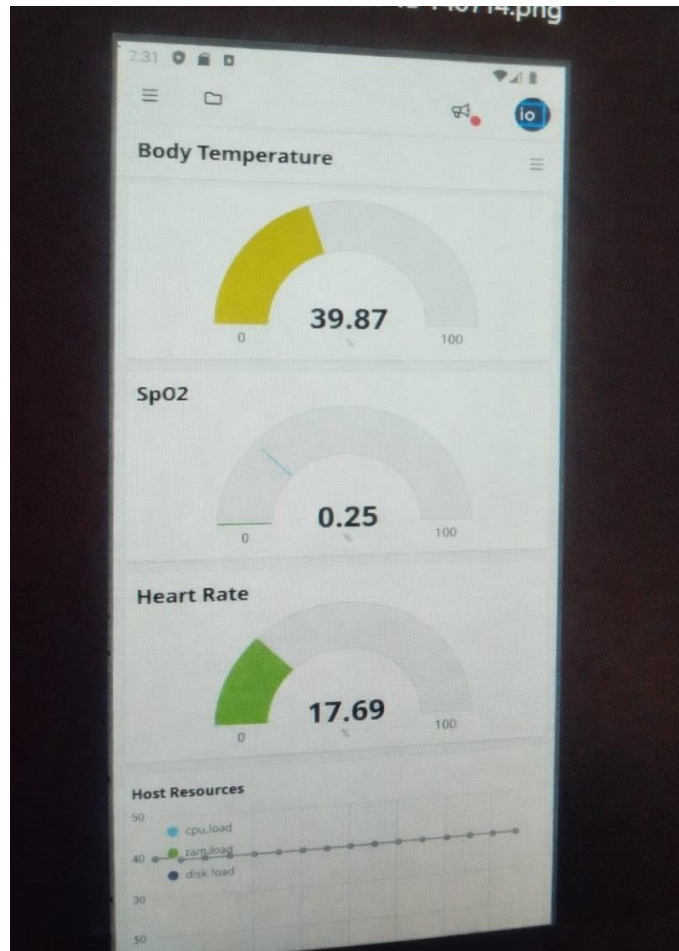 7:31
io
Body Temperature
39.87
%
0
100
SpO2
0.25
%
0
100
Heart Rate
17.69
%
0
100
Host Resources
50
cpu.load
40
ram.load
disk.load
30
50